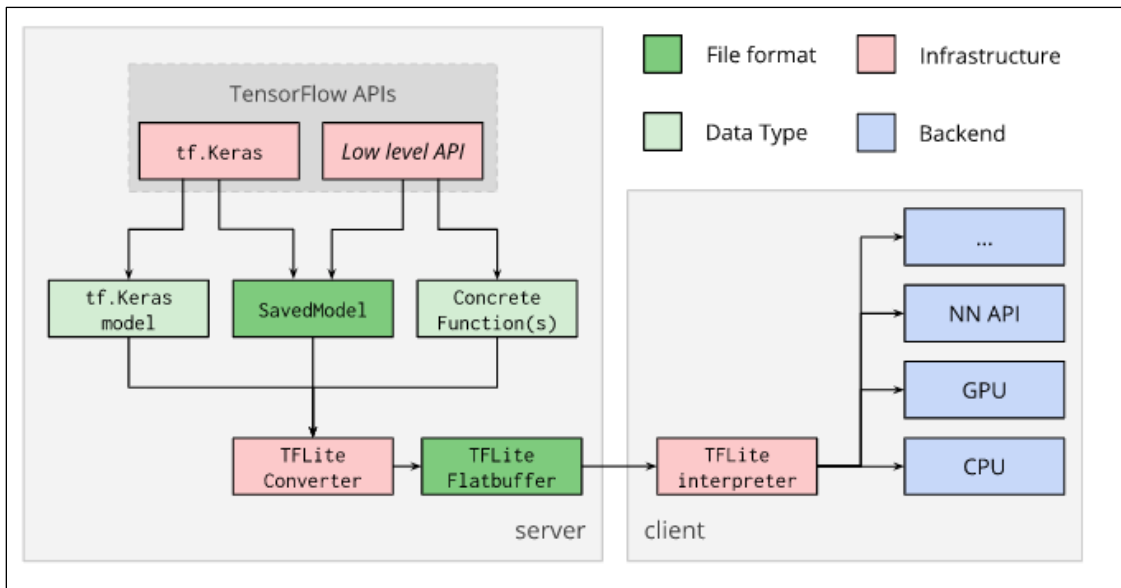 File format
Infrastructure
TensorFlow APIs
Data Type
Backend
tf.Keras
Low level API
...
tf.Keras
model
SavedModel
Concrete
Function(s)
NN API
GPU
TFLite
Converter
TFLite
Flatbuffer
TFLite
interpreter
CPU
server
client